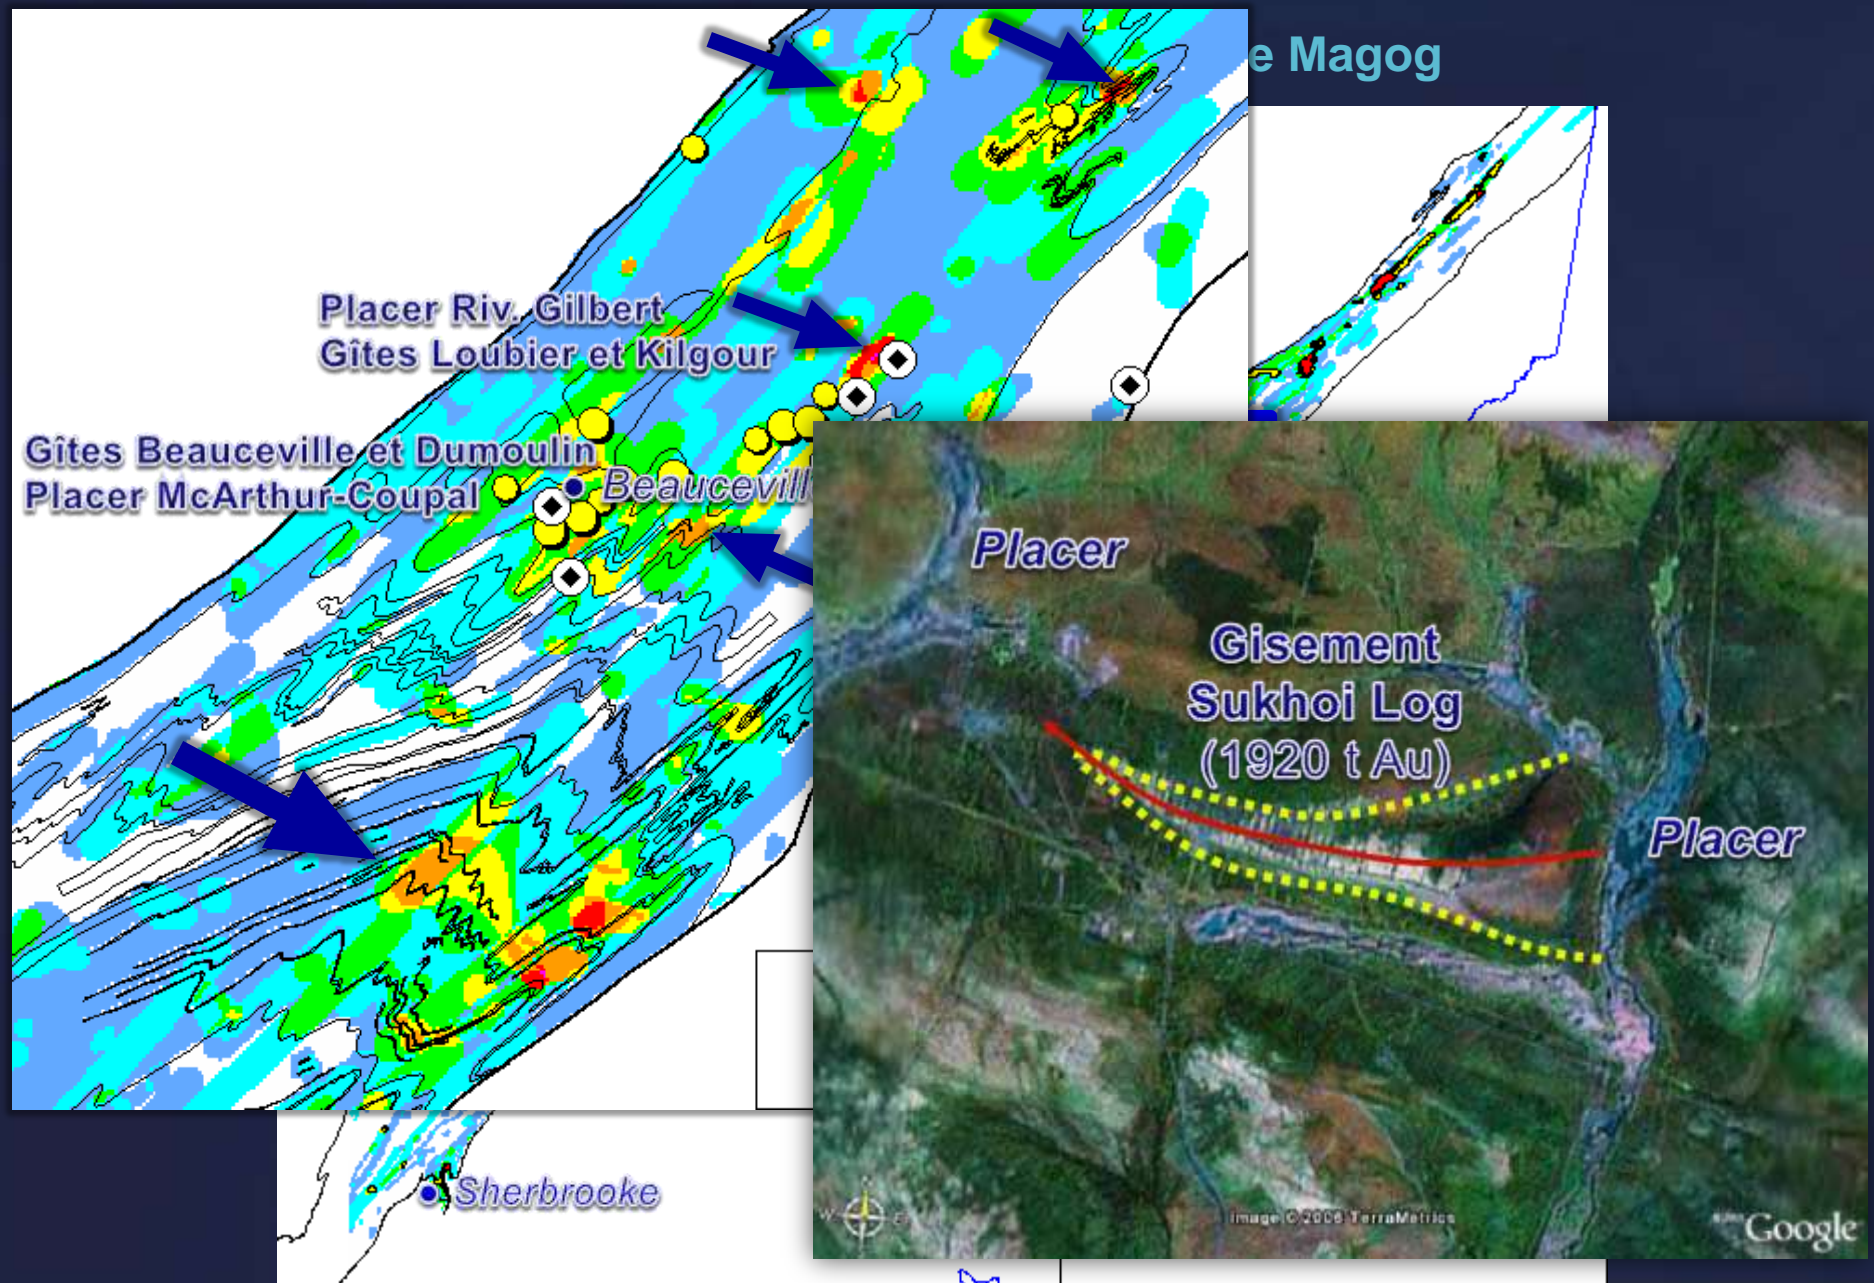 e Magog
Placer Riv. Gilbert
Gîtes Loubier et Kilgour
Gîtes Beauceville et Dumoulin
Placer McArthur-Coupal
Beaucevill
Placer
Gisement
Sukhoi Log
(1920 t Au)
Placer
Sherbrooke
W E
Image © 2006 TerraMetrics
Google